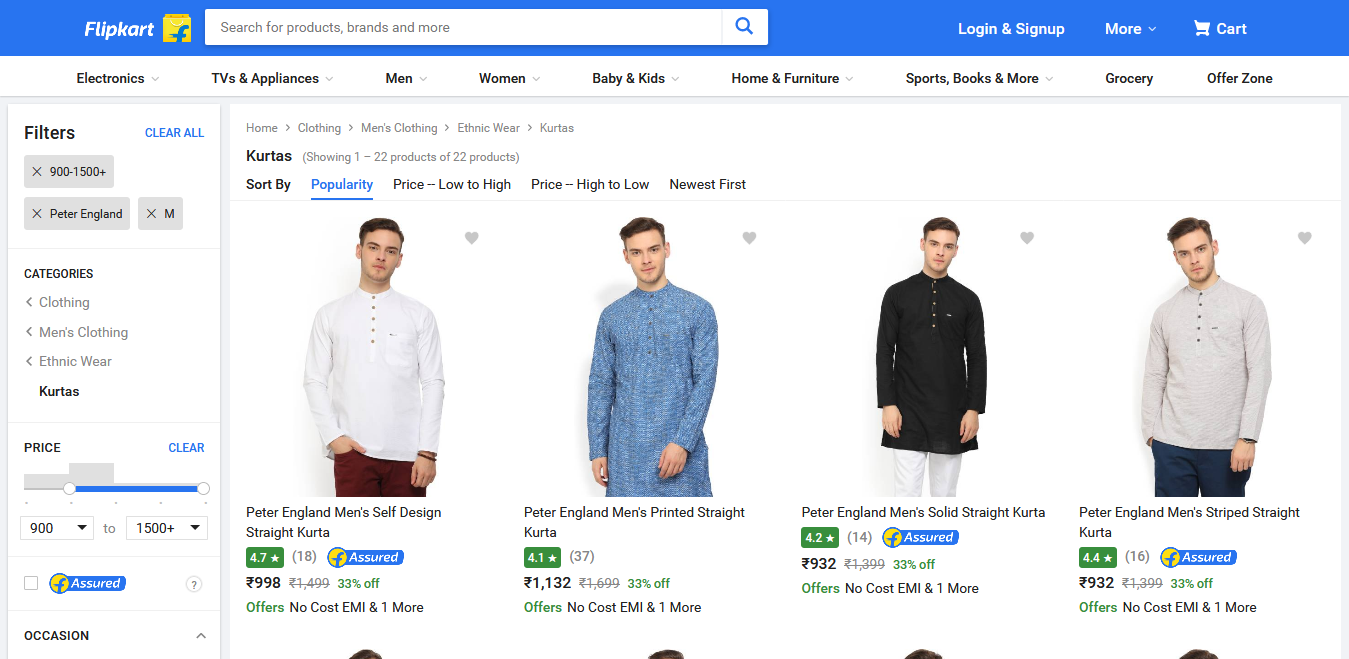 Flipkart
Search for products, brands and more
Login & Signup
More
Cart
Electronics
TVs & Appliances
Men
Women
Baby & Kids
Home & Furniture
Sports, Books & More
Grocery
Offer Zone
Filters
CLEAR ALL
900-1500+
Peter England
M
CATEGORIES
Clothing
Men's Clothing
Ethnic Wear
Kurtas
PRICE
CLEAR
900
to
1500+
Assured
?
OCCASION
Home > Clothing > Men's Clothing > Ethnic Wear > Kurtas
Kurtas (Showing 1 – 22 products of 22 products)
Sort By Popularity Price -- Low to High Price -- High to Low Newest First
Peter England Men's Self Design
Straight Kurta
4.7 ★ (18) Assured
₹998 ₹1,499 33% off
Offers No Cost EMI & 1 More
Peter England Men's Printed Straight
Kurta
4.1 ★ (37)
₹1,132 ₹1,699 33% off
Offers No Cost EMI & 1 More
Peter England Men's Solid Straight Kurta
4.2 ★ (14) Assured
₹932 ₹1,399 33% off
Offers No Cost EMI & 1 More
Peter England Men's Striped Straight
Kurta
4.4 ★ (16) Assured
₹932 ₹1,399 33% off
Offers No Cost EMI & 1 More